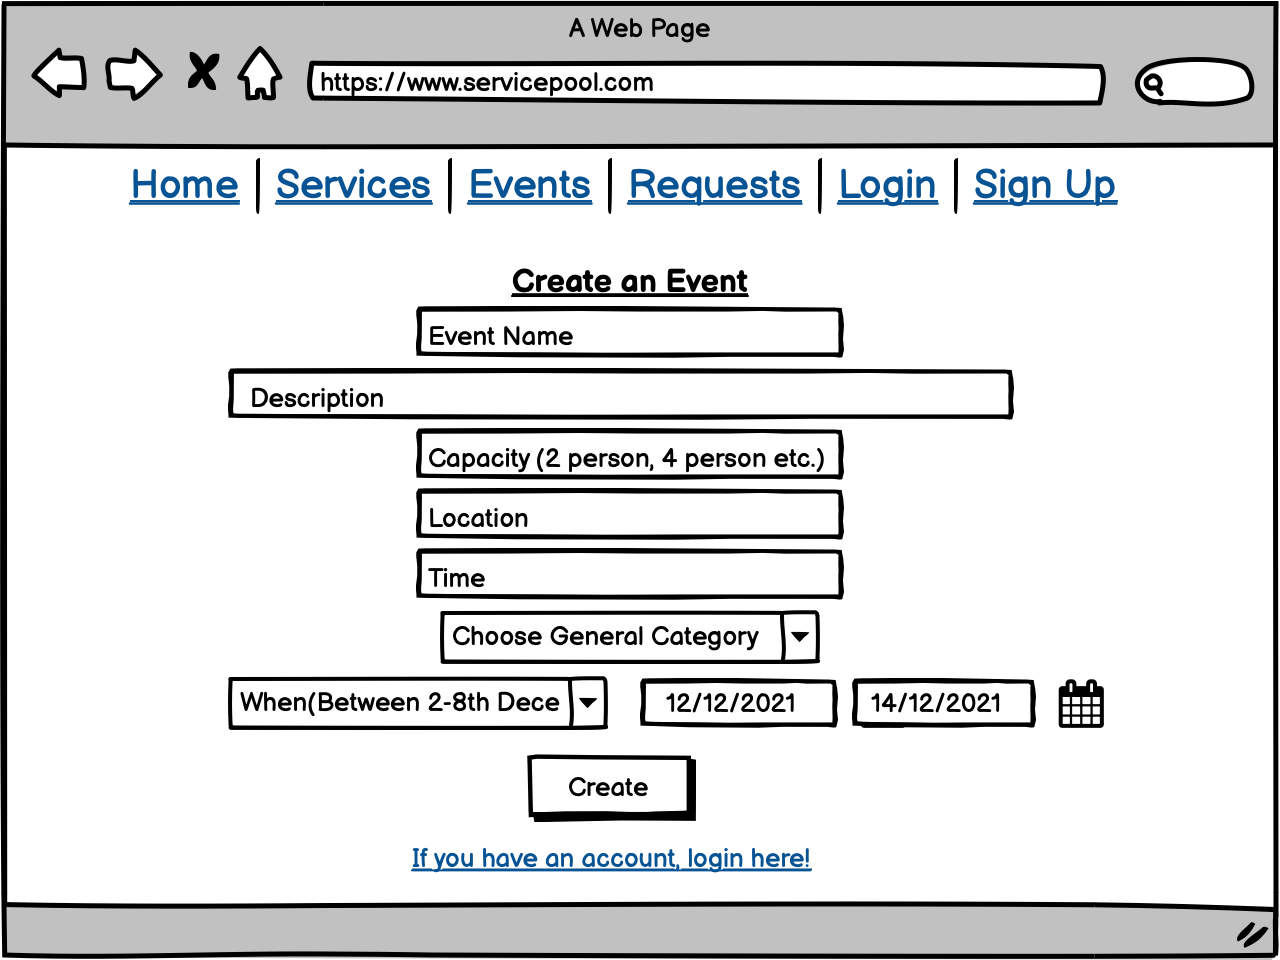 A Web Page
https://www.servicepool.com
Home Services Events Requests Login Sign Up
Create an Event
Event Name
Description
Capacity (2 person, 4 person etc.)
Location
Time
Choose General Category
When(Between 2-8th Dece 12/12/2021 14/12/2021
Create
If you have an account, login here!